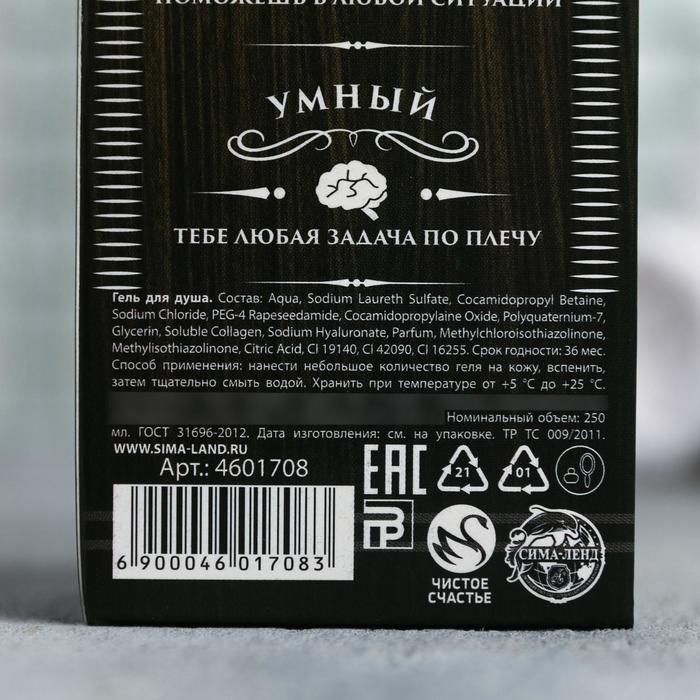 ПОМОЖЕШЬ В ЛЮБОЙ СИТУАЦИИ
УМНЫЙ
ТЕБЕ ЛЮБАЯ ЗАДАЧА ПО ПЛЕЧУ
Гель для душа. Состав: Aqua, Sodium Laureth Sulfate, Cocamidopropyl Betaine,
Sodium Chloride, PEG-4 Rapeseedamide, Cocamidopropylaine Oxide, Polyquaternium-7,
Glycerin, Soluble Collagen, Sodium Hyaluronate, Parfum, Methylchloroisothiazolinone,
Methylisothiazolinone, Citric Acid, CI 19140, CI 42090, CI 16255. Срок годности: 36 мес.
Способ применения: нанести небольшое количество геля на кожу, вспенить,
затем тщательно смыть водой. Хранить при температуре от +5 °С до +25 °С.
Номинальный объем: 250
мл. ГОСТ 31696-2012. Дата изготовления: см. на упаковке. ТР ТС 009/2011.
WWW.SIMA-LAND.RU
Арт.: 4601708
EAC
21
01
6 900046 017083
ЧИСТОЕ
СЧАСТЬЕ
СИМА-ЛЕНД